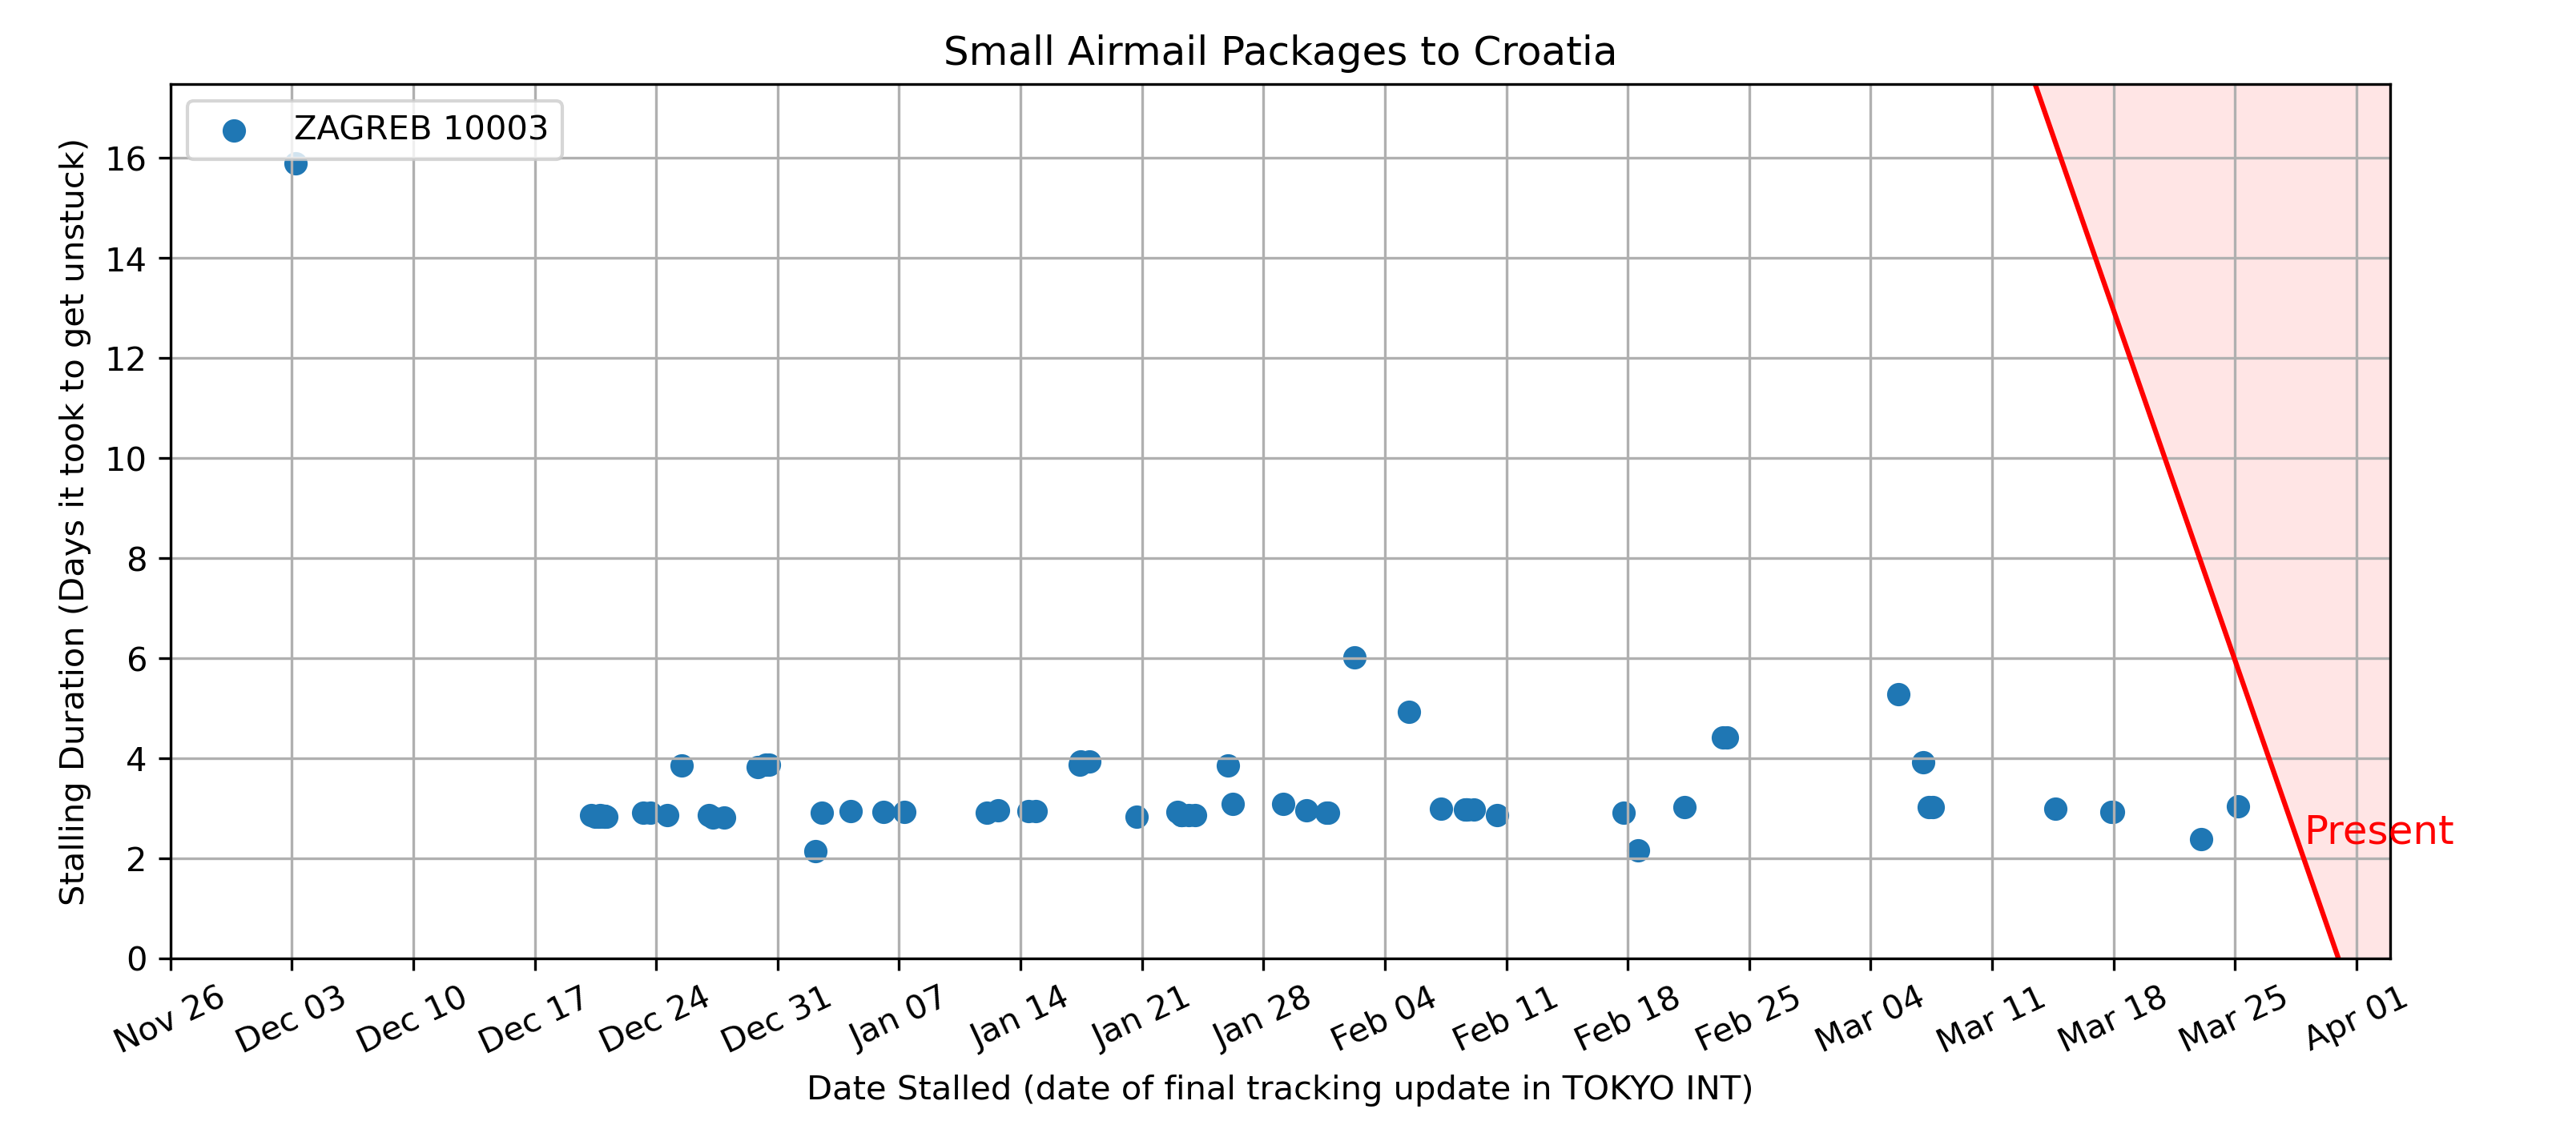 Small Airmail Packages to Croatia
ZAGREB 10003
Stalling Duration (Days it took to get unstuck)
16
14
12
10
8
6
4
2
0
Present
Nov 26
Dec 03
Dec 10
Dec 17
Dec 24
Dec 31
Jan 07
Jan 14
Jan 21
Jan 28
Feb 04
Feb 11
Feb 18
Feb 25
Mar 04
Mar 11
Mar 18
Mar 25
Apr 01
Date Stalled (date of final tracking update in TOKYO INT)